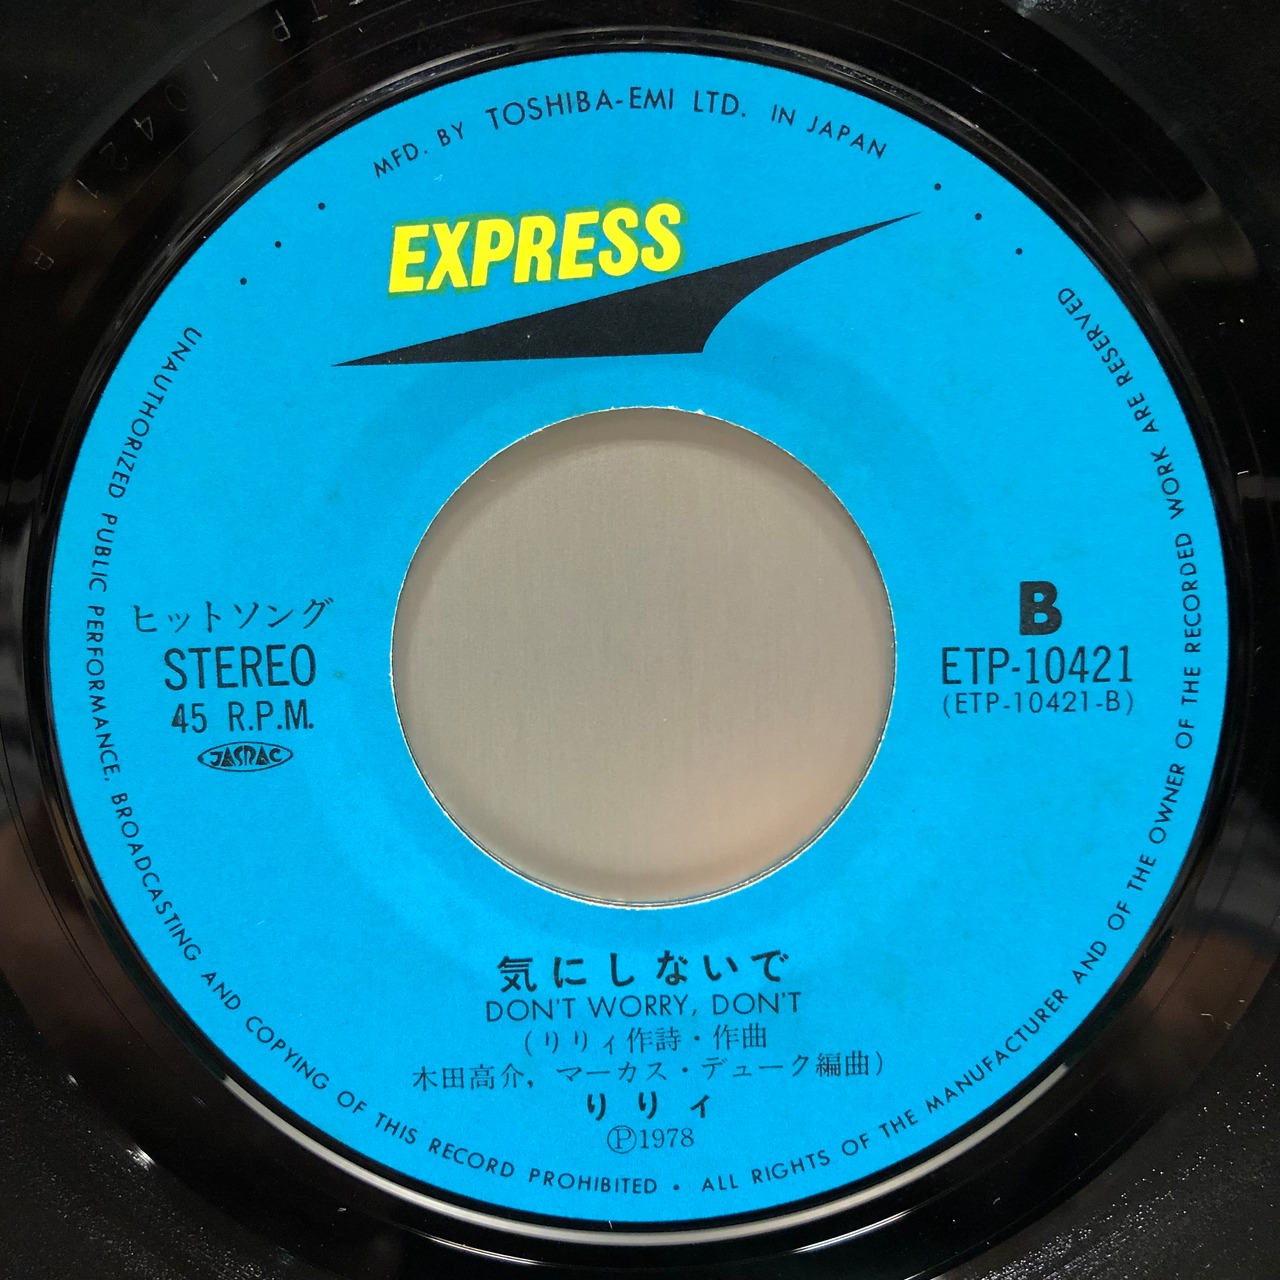 MFD. BY TOSHIBA-EMI LTD. IN JAPAN
EXPRESS
ヒットソング
STEREO
45 R.P.M.
JASRAC
B
ETP-10421
(ETP-10421-B)
気にしないで
DON'T WORRY, DON'T
(りりィ作詩・作曲
木田高介, マーカス・デューク編曲)
りりィ
Ⓟ1978
UNAUTHORIZED PUBLIC PERFORMANCE, BROADCASTING AND COPYING OF THIS RECORD PROHIBITED • ALL RIGHTS OF THE MANUFACTURER AND OF THE OWNER OF THE RECORDED WORK ARE RESERVED